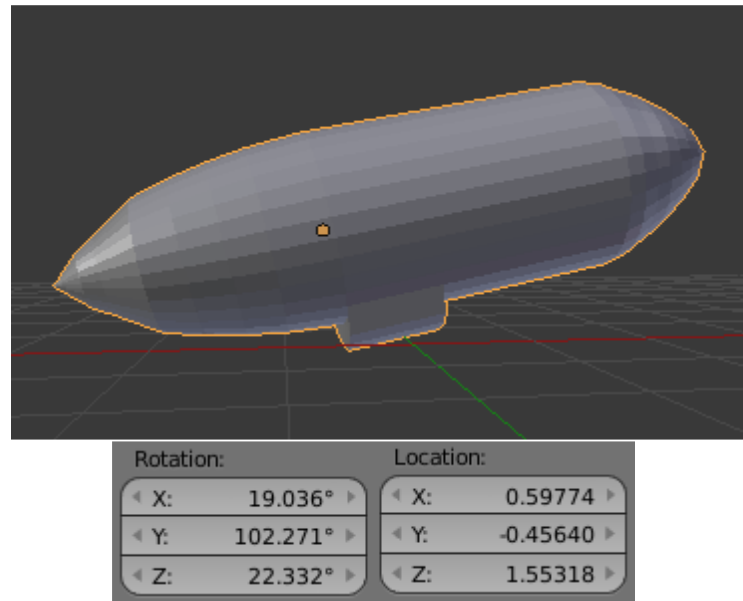 Rotation: Location:
X: 19.036° X: 0.59774
Y: 102.271° Y: -0.45640
Z: 22.332° Z: 1.55318